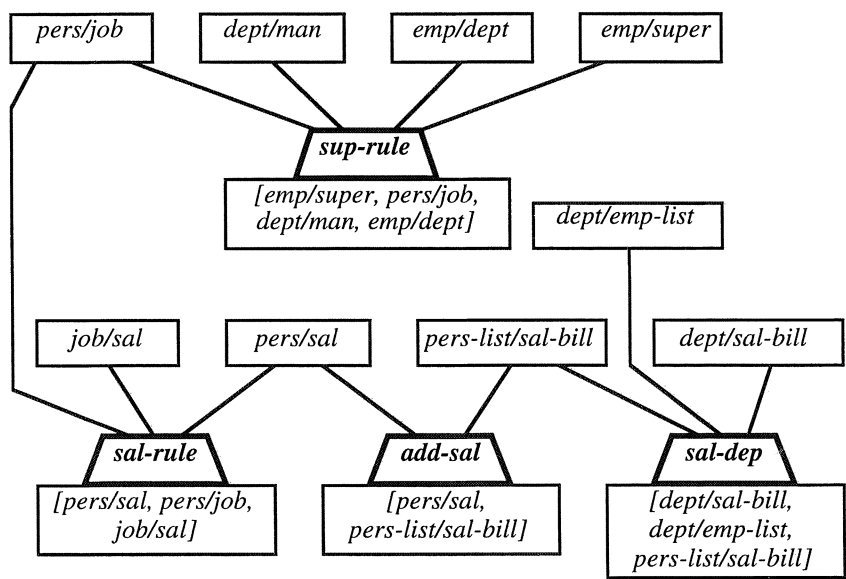 pers/job
dept/man
emp/dept
emp/super
sup-rule
[emp/super, pers/job,
dept/man, emp/dept]
dept/emp-list
job/sal
pers/sal
pers-list/sal-bill
dept/sal-bill
sal-rule
add-sal
sal-dep
[pers/sal, pers/job,
job/sal]
[pers/sal,
pers-list/sal-bill]
[dept/sal-bill,
dept/emp-list,
pers-list/sal-bill]